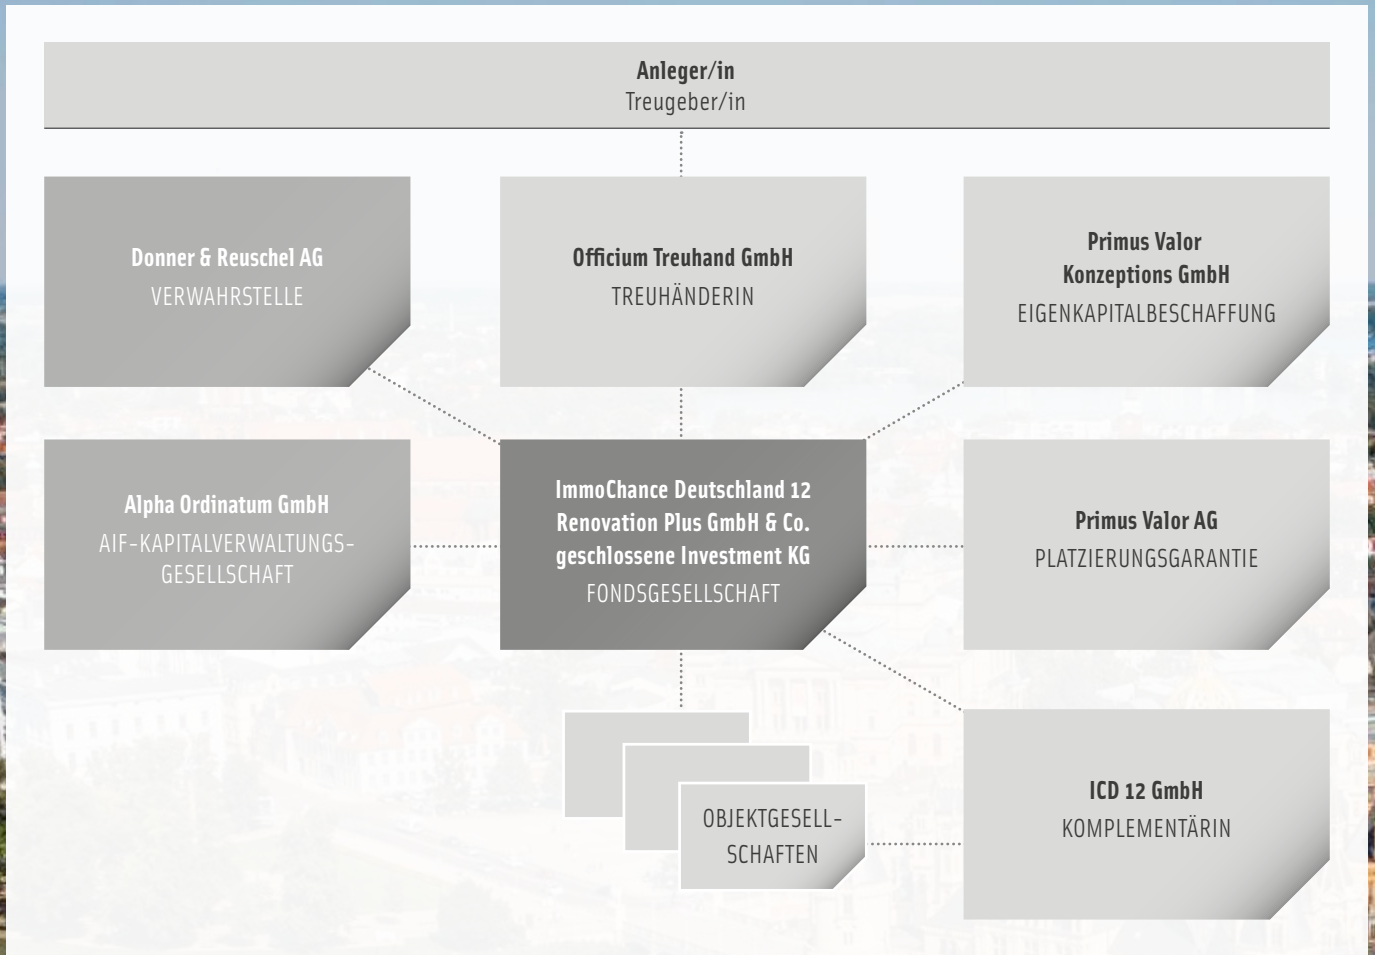 Anleger/in
Treugeber/in
Donner & Reuschel AG
VERWAHRSTELLE
Officium Treuhand GmbH
TREUHÄNDERIN
Primus Valor
Konzeptions GmbH
EIGENKAPITALBESCHAFFUNG
Alpha Ordinatum GmbH
AIF-KAPITALVERWALTUNGS-
GESELLSCHAFT
ImmoChance Deutschland 12
Renovation Plus GmbH & Co.
geschlossene Investment KG
FONDSGESELLSCHAFT
Primus Valor AG
PLATZIERUNGSGARANTIE
OBJEKTGESELL-
SCHAFTEN
ICD 12 GmbH
KOMPLEMENTÄRIN